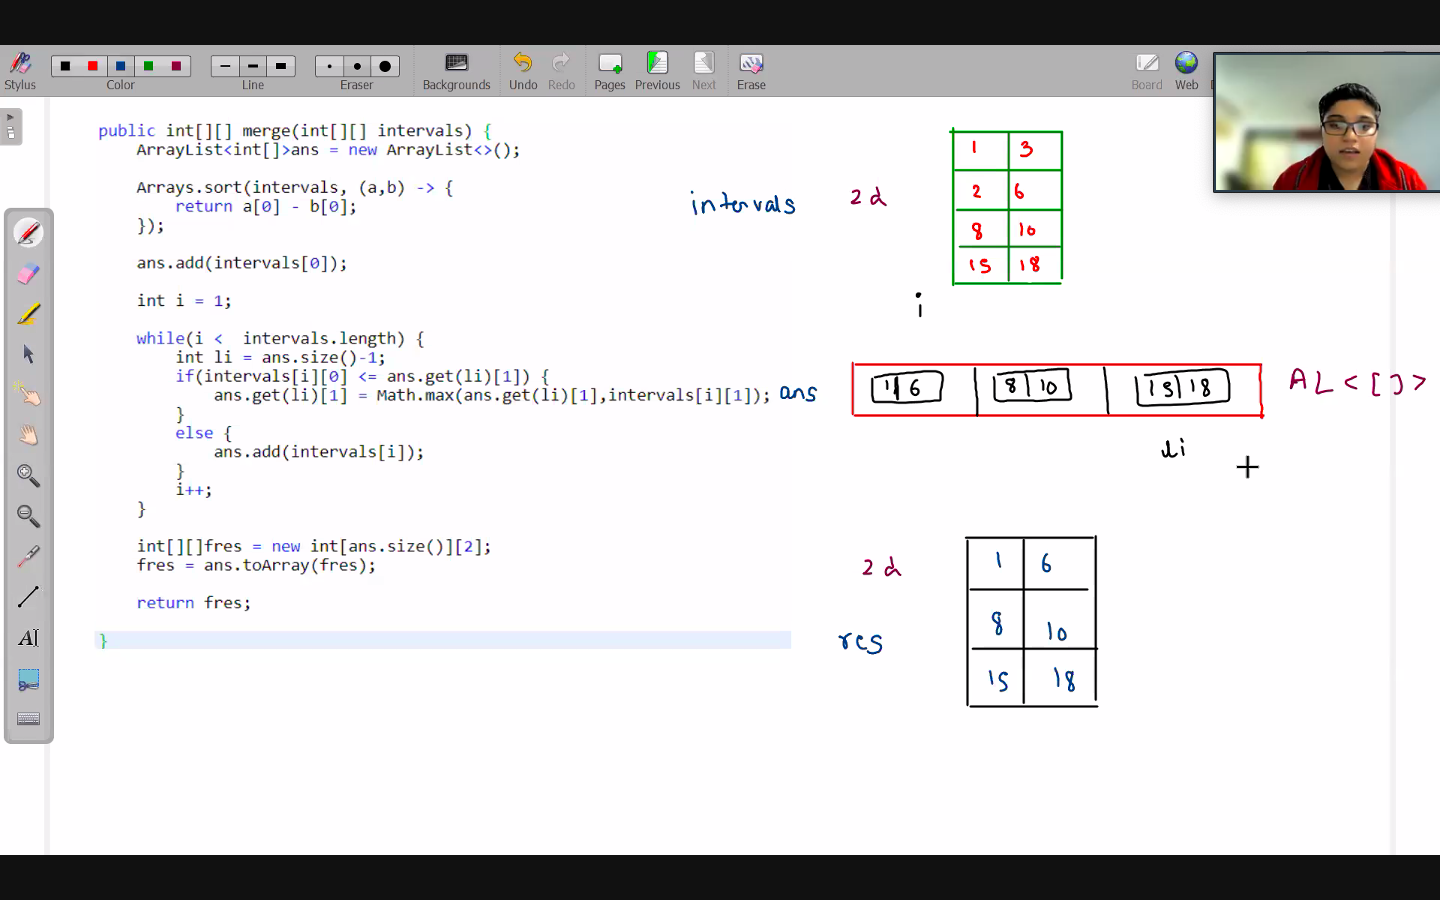 Stylus
Color
Line
Eraser
Backgrounds
Undo
Redo
Pages
Previous
Next
Erase
Board
Web
public int[][] merge(int[][] intervals) {
ArrayList<int[]>ans = new ArrayList<>();
Arrays.sort(intervals, (a,b) -> {
return a[0] - b[0];
});
ans.add(intervals[0]);
int i = 1;
while(i <  intervals.length) {
int li = ans.size()-1;
if(intervals[i][0] <= ans.get(li)[1]) {
ans.get(li)[1] = Math.max(ans.get(li)[1],intervals[i][1]);
}
else {
ans.add(intervals[i]);
}
i++;
}
int[][]fres = new int[ans.size()][2];
fres = ans.toArray(fres);
return fres;
}
intervals 2d
1 3
2 6
8 10
15 18
i
ans 1 6 8 10 15 18 AL<[]>
li
2d
res
1 6
8 10
15 18
AI